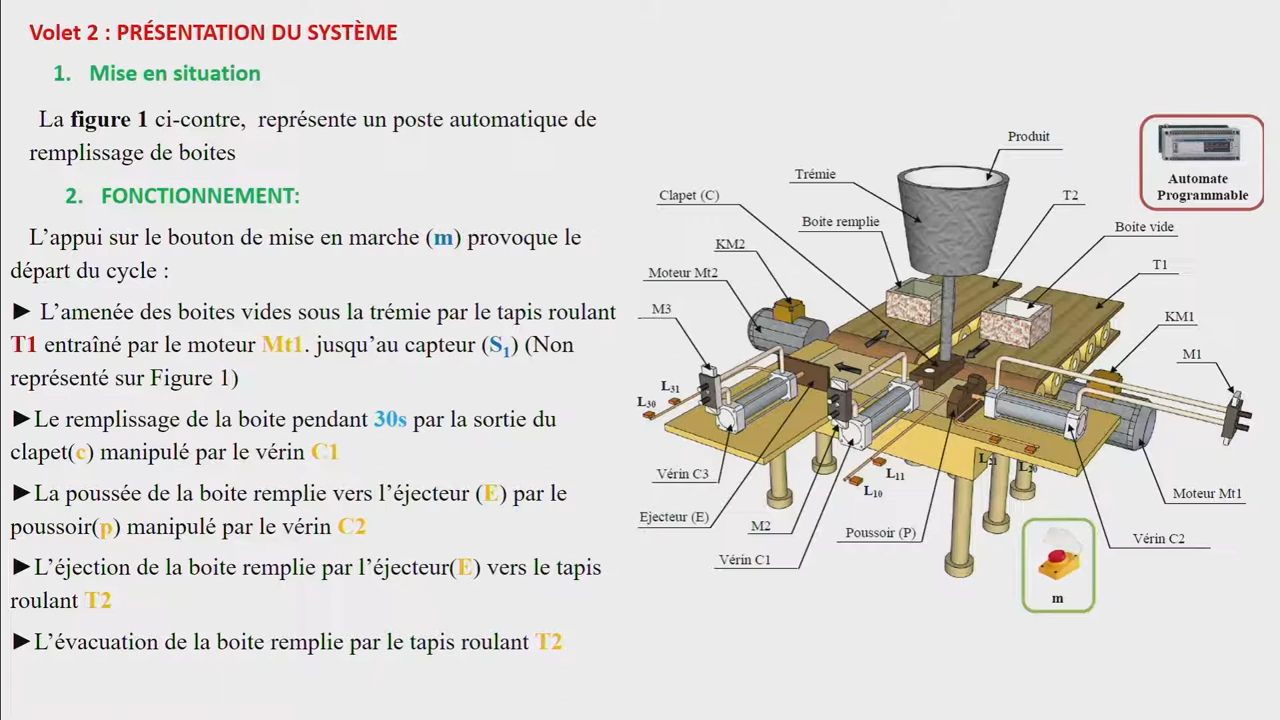 Volet 2 : PRÉSENTATION DU SYSTÈME
1. Mise en situation
La figure 1 ci-contre, représente un poste automatique de
remplissage de boites
2. FONCTIONNEMENT:
L’appui sur le bouton de mise en marche (m) provoque le
départ du cycle :
► L’amenée des boites vides sous la trémie par le tapis roulant
T1 entraîné par le moteur Mt1. jusqu’au capteur (S1) (Non
représenté sur Figure 1)
►Le remplissage de la boite pendant 30s par la sortie du
clapet(c) manipulé par le vérin C1
►La poussée de la boite remplie vers l’éjecteur (E) par le
poussoir(p) manipulé par le vérin C2
►L’éjection de la boite remplie par l’éjecteur(E) vers le tapis
roulant T2
►L’évacuation de la boite remplie par le tapis roulant T2
Produit
Automate
Programmable
Trémie
Clapet (C)
T2
Boite remplie
Boite vide
KM2
T1
Moteur Mt2
M3
KM1
M1
L31
L30
L21
L20
L11
L10
Vérin C3
Moteur Mt1
Ejecteur (E)
M2
Poussoir (P)
Vérin C2
Vérin C1
m